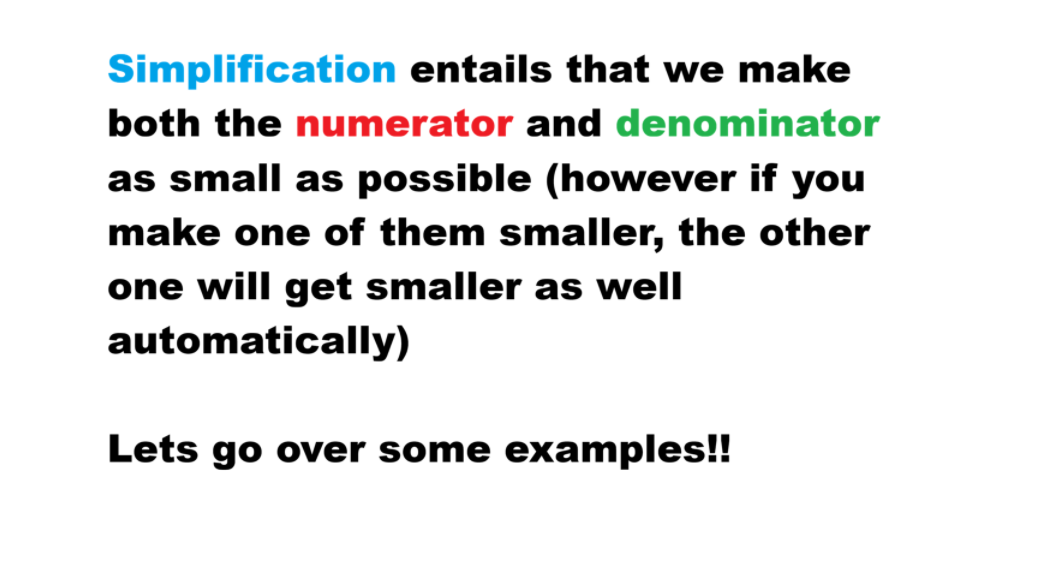 Simplification entails that we make
both the numerator and denominator
as small as possible (however if you
make one of them smaller, the other
one will get smaller as well
automatically)
Lets go over some examples!!